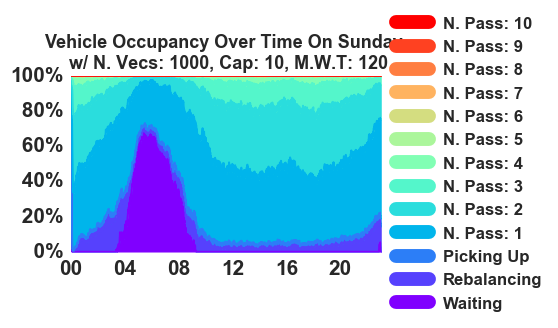 Vehicle Occupancy Over Time On Sunday
w/ N. Vecs: 1000, Cap: 10, M.W.T: 120
100%
80%
60%
40%
20%
0%
00 04 08 12 16 20
N. Pass: 10
N. Pass: 9
N. Pass: 8
N. Pass: 7
N. Pass: 6
N. Pass: 5
N. Pass: 4
N. Pass: 3
N. Pass: 2
N. Pass: 1
Picking Up
Rebalancing
Waiting